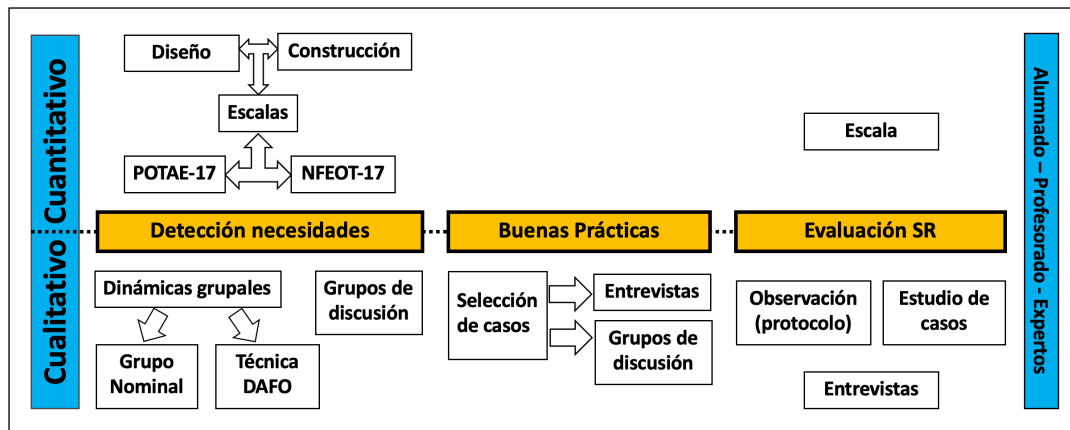 Cuantitativo
Diseño
Construcción
Escalas
POTAE-17
NFEOT-17
Escala
Detección necesidades
Buenas Prácticas
Evaluación SR
Cualitativo
Dinámicas grupales
Grupos de
discusión
Grupo
Nominal
Técnica
DAFO
Selección
de casos
Entrevistas
Grupos de
discusión
Observación
(protocolo)
Estudio de
casos
Entrevistas
Alumnado – Profesorado - Expertos